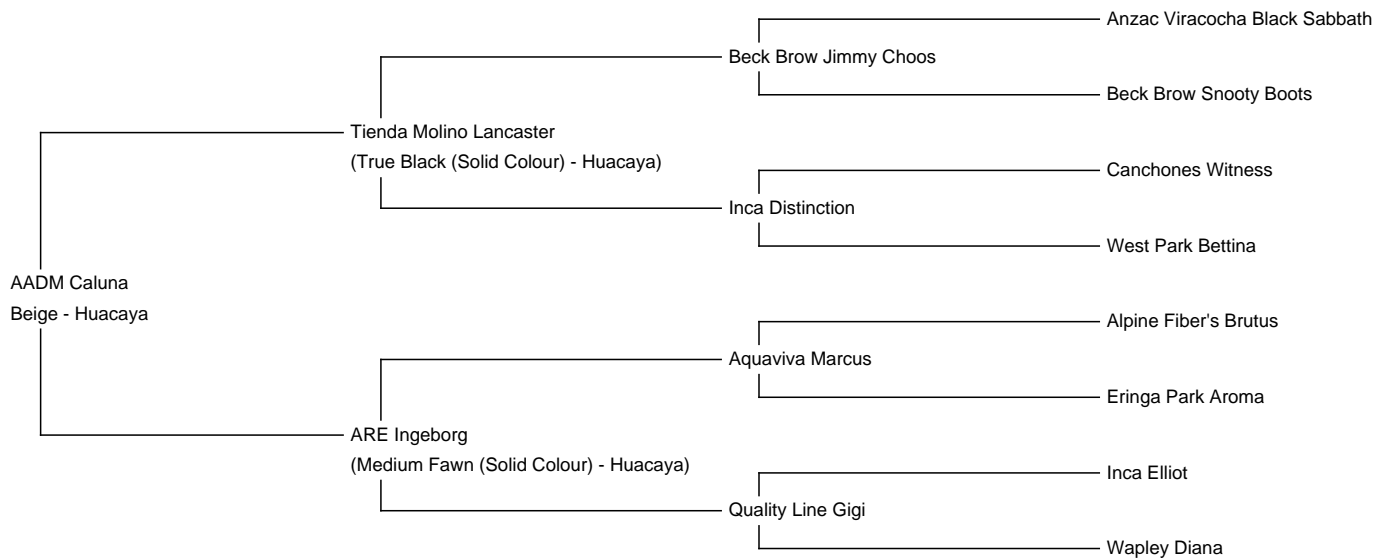 Anzac Viracocha Black Sabbath
Beck Brow Jimmy Choos
Beck Brow Snooty Boots
Tienda Molino Lancaster
(True Black (Solid Colour) - Huacaya)
Canchones Witness
Inca Distinction
West Park Bettina
AADM Caluna
Beige - Huacaya
Alpine Fiber's Brutus
Aquaviva Marcus
Eringa Park Aroma
ARE Ingeborg
(Medium Fawn (Solid Colour) - Huacaya)
Inca Elliot
Quality Line Gigi
Wapley Diana